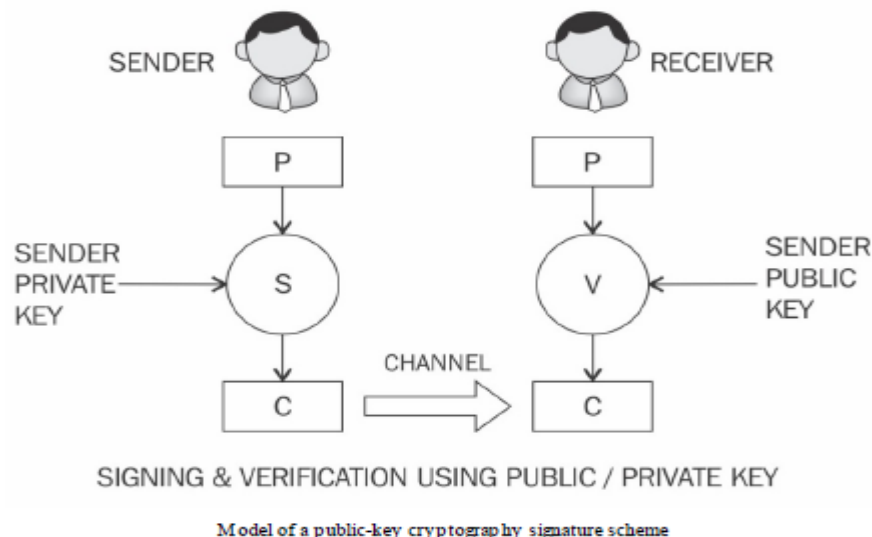 SENDER
RECEIVER
P
P
SENDER
PRIVATE
KEY
S
V
SENDER
PUBLIC
KEY
CHANNEL
C
C
SIGNING & VERIFICATION USING PUBLIC / PRIVATE KEY
Model of a public-key cryptography signature scheme